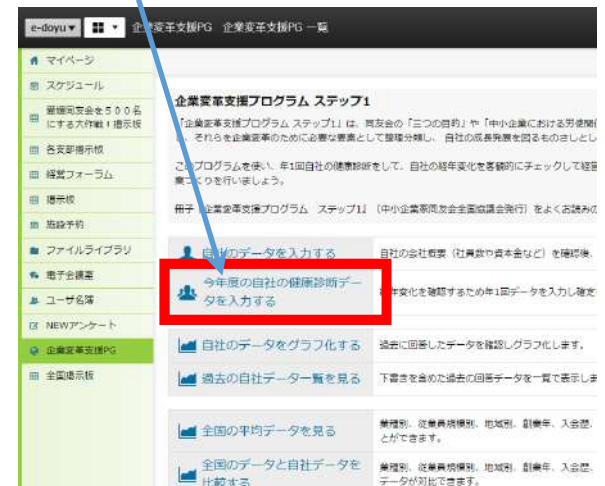 e-doyu▼ 企業変革支援PG 企業変革支援PG 一覧
マイページ
スケジュール
愛媛同友会を５００名
にする大作戦！掲示板
各支部掲示板
経営フォーラム
掲示板
施設予約
ファイルライブラリ
電子会議室
ユーザ名簿
NEWアンケート
企業変革支援PG
全国掲示板
企業変革支援プログラム ステップ1
「企業変革支援プログラム ステップ1」は、同友会の「三つの目的」や「中小企業における労使関係
、それらを企業変革のために必要な要素として整理分類し、自社の成長発展を図るものさしとし
このプログラムを使い、年1回自社の健康診断をして、自社の経年変化を客観的にチェックして経営
業づくりを行いましょう。
冊子「企業変革支援プログラム ステップ1」（中小企業家同友会全国協議会発行）をよくお読みの
自社のデータを入力する 自社の会社概要（社員数や資本金など）を確認後、
今年度の自社の健康診断デー
タを入力する
年変化を確認するため年1回データを入力し確定を
自社のデータをグラフ化する 過去に回答したデータを確認しグラフ化します。
過去の自社データ一覧を見る 下書きを含めた過去の回答データを一覧で表示しま
全国の平均データを見る
業種別、従業員規模別、地域別、創業年、入会歴、
とができます。
全国のデータと自社データを
比較する
業種別、従業員規模別、地域別、創業年、入会歴、
データが対比できます。